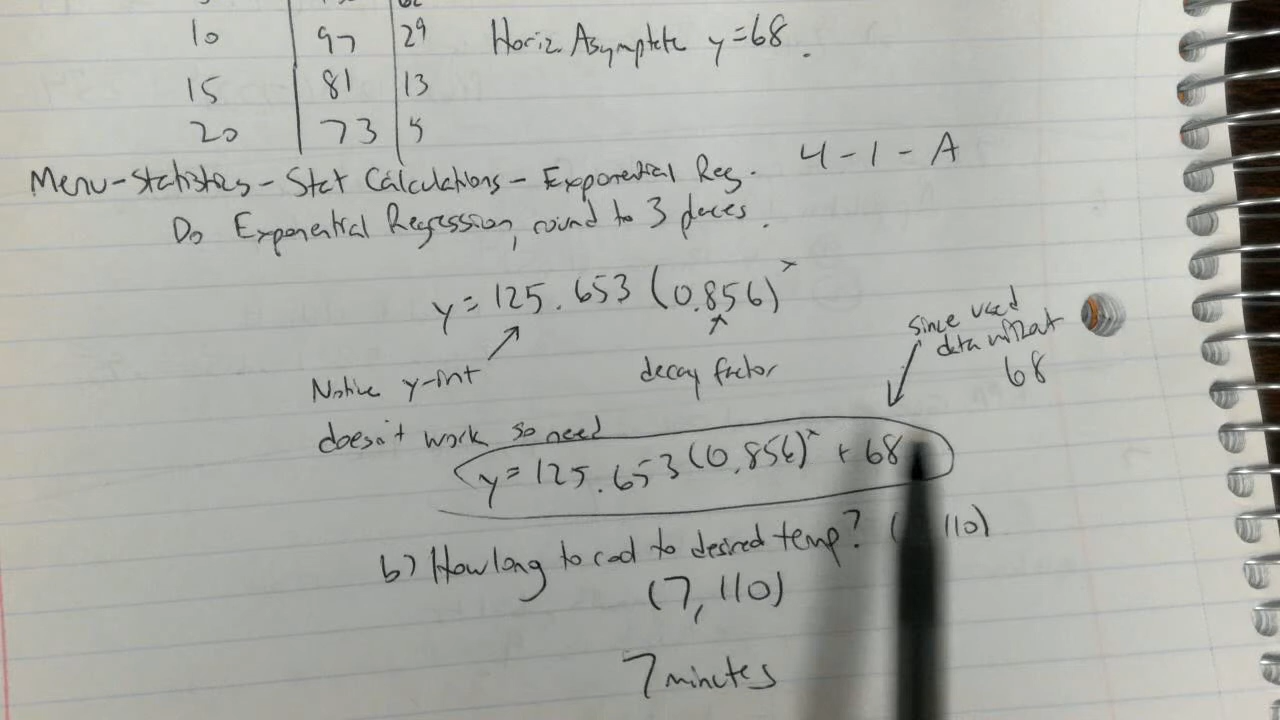 10 97 29 Horiz Asymptote y=68.
15 81 13
20 73 5
Menu-Statistics-Stat Calculations-Exponential Reg. 4-1-A
Do Exponential Regression, round to 3 places.
y=125.653(0.856)^x
Notice y-int
doesn't work so need
decay factor
since used
data without
68
y=125.653(0.856)^x + 68
b) How long to cool to desired temp? ( 110)
(7,110)
7 minutes